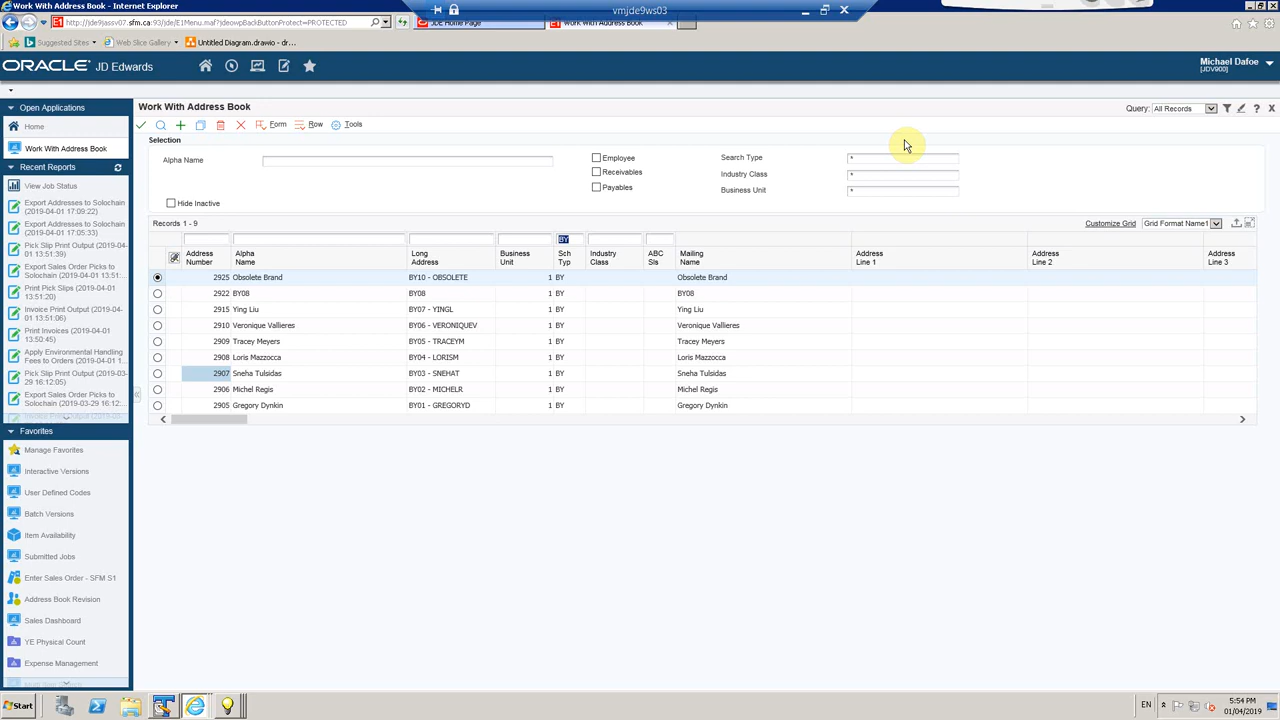 Work With Address Book - Internet Explorer
vmjde9ws03
http://jde9jassv07.sfm.ca:93/jde/E1Menu.maf?jdeowpBackButtonProtect=PROTECTED
JDE Home Page
Work With Address Book
Suggested Sites
Web Slice Gallery
Untitled Diagram.drawio - dr...
ORACLE JD Edwards
Michael Dafoe
[JDV900]
Open Applications
Home
Work With Address Book
Recent Reports
View Job Status
Export Addresses to Solochain
(2019-04-01 17:09:22)
Export Addresses to Solochain
(2019-04-01 17:05:33)
Pick Slip Print Output (2019-04-01
13:51:39)
Export Sales Order Picks to
Solochain (2019-04-01 13:51:...
Print Pick Slips (2019-04-01
13:51:20)
Invoice Print Output (2019-04-01
13:51:06)
Print Invoices (2019-04-01
13:50:45)
Apply Environmental Handling
Fees to Orders (2019-04-01 1...
Pick Slip Print Output (2019-03-
29 16:12:05)
Export Sales Order Picks to
Solochain (2019-03-29 16:12:...
Favorites
Manage Favorites
Interactive Versions
User Defined Codes
Batch Versions
Item Availability
Submitted Jobs
Enter Sales Order - SFM S1
Address Book Revision
Sales Dashboard
YE Physical Count
Expense Management
Work With Address Book
Query: All Records
Form Row Tools
Selection
Alpha Name
Employee
Receivables
Payables
Search Type *
Industry Class *
Business Unit *
Hide Inactive
Records 1 - 9
Customize Grid
Grid Format Name1
BY
Address Number
Alpha Name
Long Address
Business Unit
Sch Typ
Industry Class
ABC Sls
Mailing Name
Address Line 1
Address Line 2
Address Line 3
2925 Obsolete Brand BY10 - OBSOLETE 1 BY Obsolete Brand
2922 BY08 BY08 1 BY BY08
2915 Ying Liu BY07 - YINGL 1 BY Ying Liu
2910 Veronique Vallieres BY06 - VERONIQUEV 1 BY Veronique Vallieres
2909 Tracey Meyers BY05 - TRACEYM 1 BY Tracey Meyers
2908 Loris Mazzocca BY04 - LORISM 1 BY Loris Mazzocca
2907 Sneha Tulsidas BY03 - SNEHAT 1 BY Sneha Tulsidas
2906 Michel Regis BY02 - MICHELR 1 BY Michel Regis
2905 Gregory Dynkin BY01 - GREGORYD 1 BY Gregory Dynkin
Start
EN
5:54 PM
01/04/2019